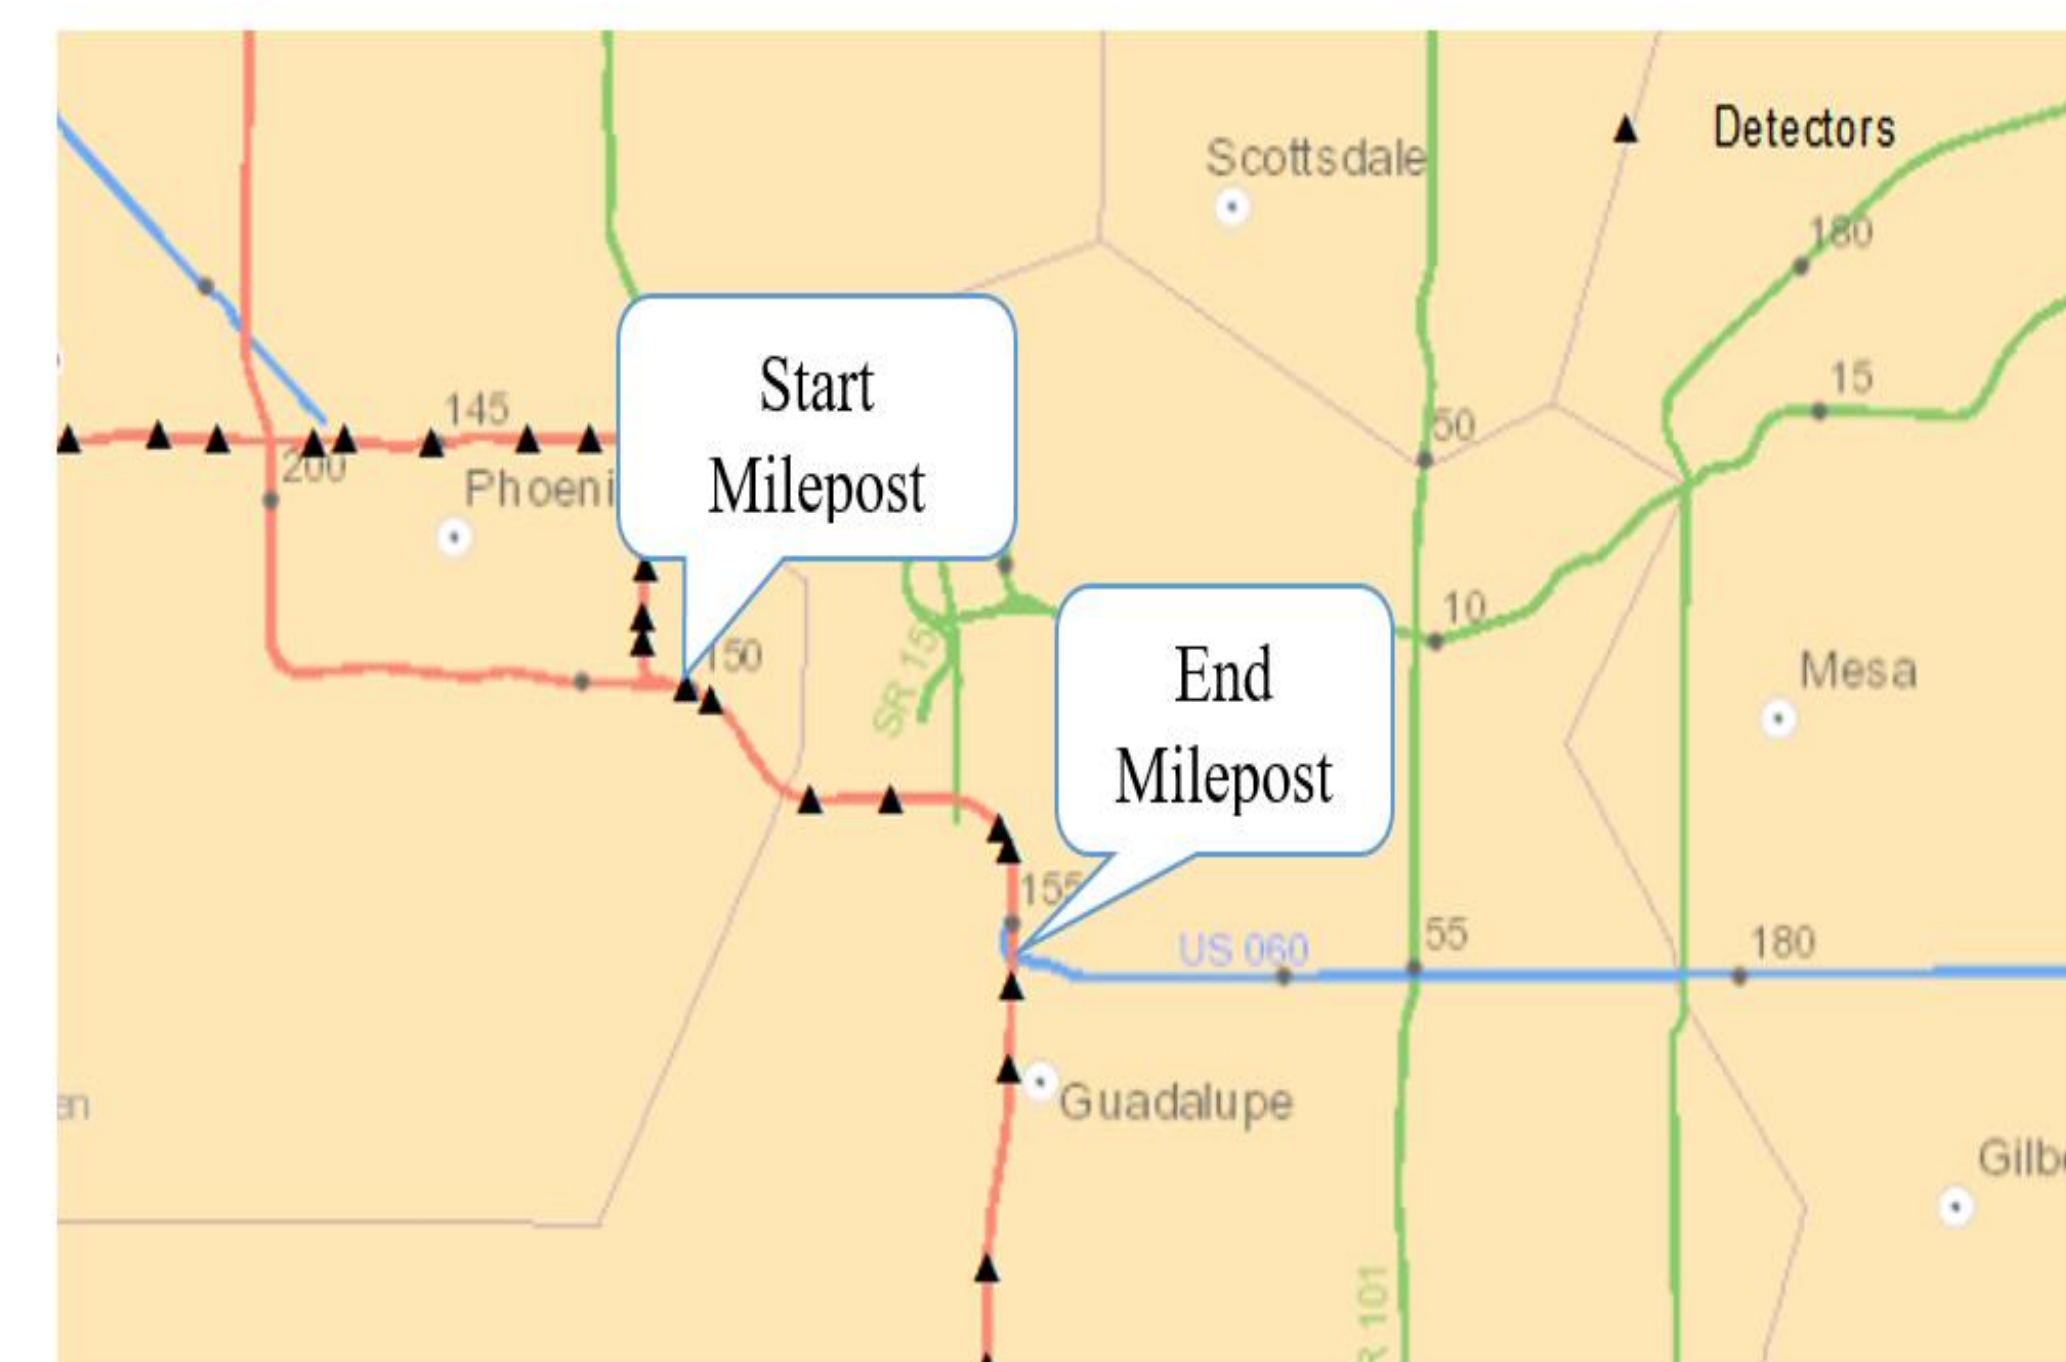 Detectors
Scottsdale
180
15
Start
Milepost
145
50
200
Phoeni
10
End
Milepost
150
SR 15
Mesa
155
55
US 060
180
Guadalupe
en
Gilb
R 101